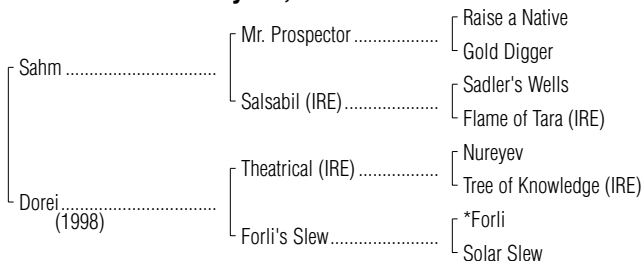 Raise a Native
Mr. Prospector ..................
Gold Digger
Sahm ................................
Sadler's Wells
Salsabil (IRE)....................
Flame of Tara (IRE)
Nureyev
Theatrical (IRE) .................
Tree of Knowledge (IRE)
Dorei.................................
(1998)
*Forli
Forli's Slew.......................
Solar Slew